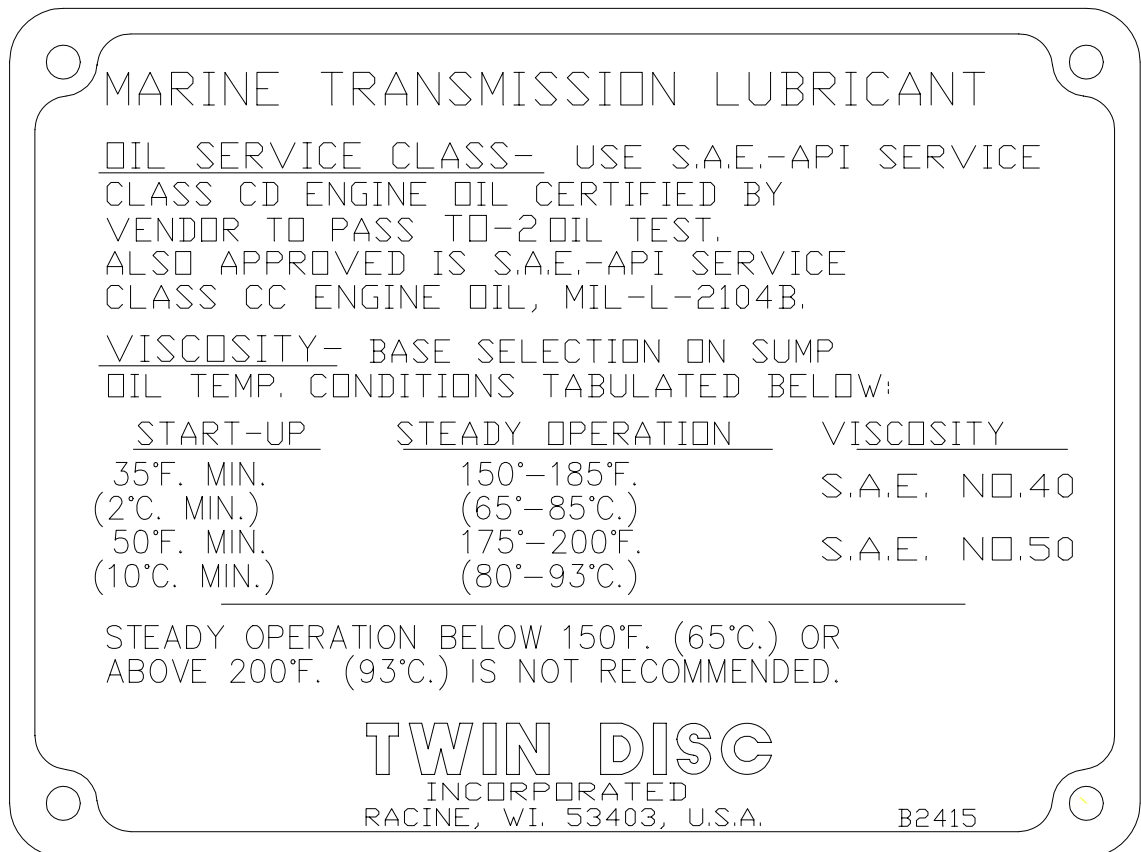 MARINE TRANSMISSION LUBRICANT
OIL SERVICE CLASS- USE S.A.E.-API SERVICE
CLASS CD ENGINE OIL CERTIFIED BY
VENDOR TO PASS TO-2 OIL TEST.
ALSO APPROVED IS S.A.E.-API SERVICE
CLASS CC ENGINE OIL, MIL-L-2104B.
VISCOSITY- BASE SELECTION ON SUMP
OIL TEMP. CONDITIONS TABULATED BELOW:
START-UP STEADY OPERATION VISCOSITY
35°F. MIN. 150°-185°F. S.A.E. NO.40
(2°C. MIN.) (65°-85°C.)
50°F. MIN. 175°-200°F. S.A.E. NO.50
(10°C. MIN.) (80°-93°C.)
STEADY OPERATION BELOW 150°F. (65°C.) OR
ABOVE 200°F. (93°C.) IS NOT RECOMMENDED.
TWIN DISC
INCORPORATED
RACINE, WI. 53403, U.S.A. B2415